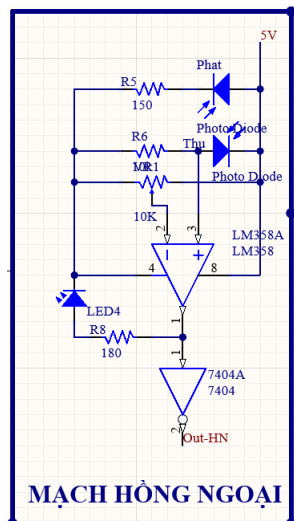 5V
Phat
R5
150
Photo Diode
R6
Thu
VR1
Photo Diode
10K
2
3
LM358A
LM358
4
8
LED4
1
R8
180
1
7404A
7404
2
Out-HN
MẠCH HỒNG NGOẠI